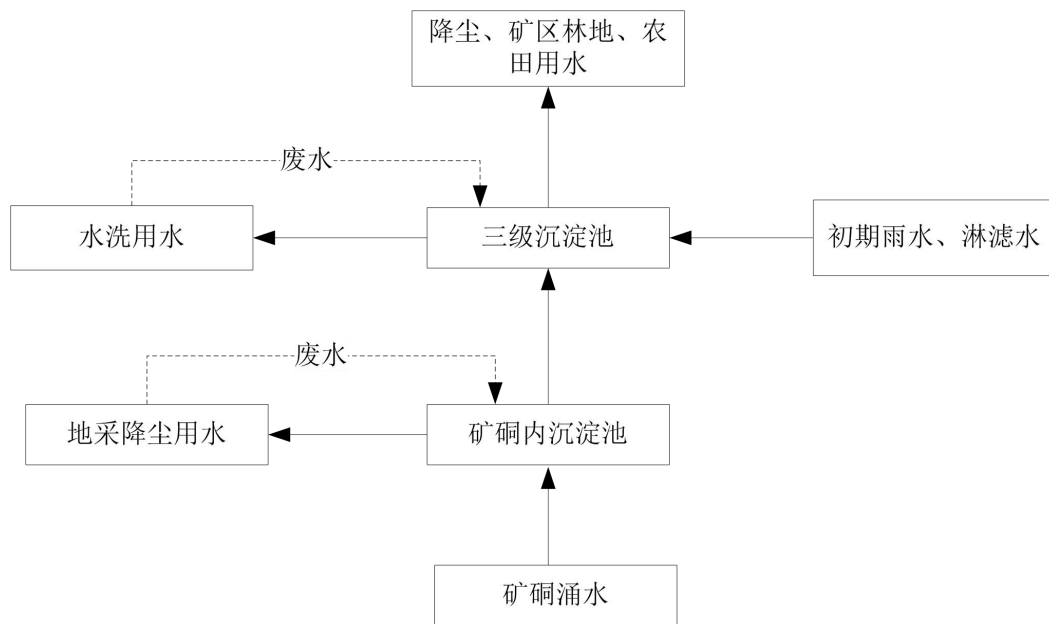 降尘、矿区林地、农
田用水
废水
水洗用水
三级沉淀池
初期雨水、淋滤水
废水
地采降尘用水
矿硐内沉淀池
矿硐涌水